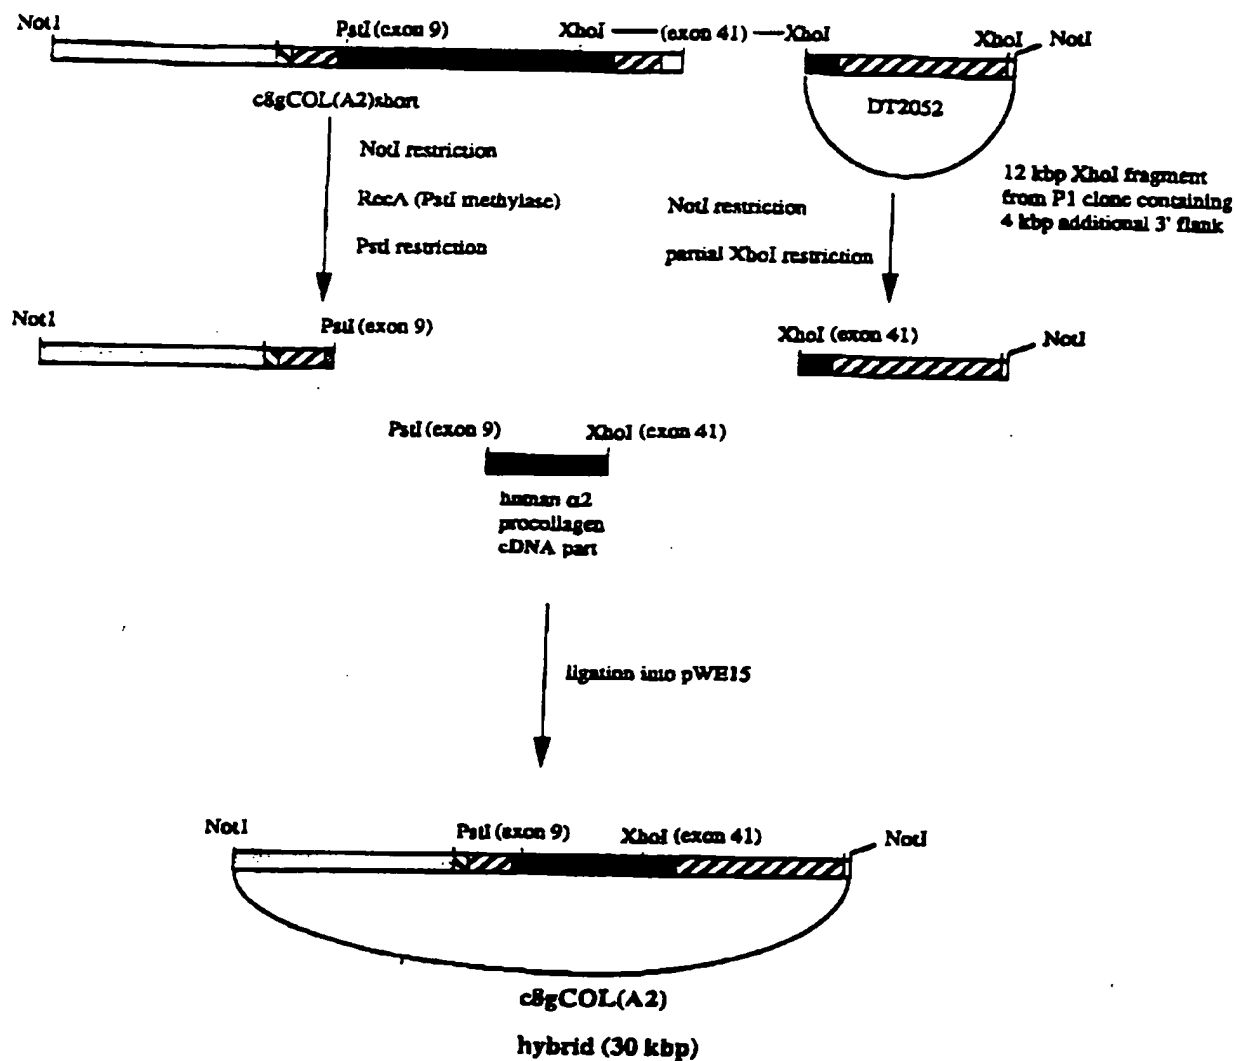 Not1
PstI (exon 9)
XhoI — (exon 41) — XhoI
XhoI
NotI
c8gCOL(A2)short
DT2052
NotI restriction
RecA (PstI methylase)
PstI restriction
12 kbp XhoI fragment
from P1 clone containing
4 kbp additional 3' flank
NotI restriction
partial XhoI restriction
Not1
PstI (exon 9)
XhoI (exon 41)
NotI
PstI (exon 9)
XhoI (exon 41)
human α2
procollagen
cDNA part
ligation into pWE15
NotI
PstI (exon 9)
XhoI (exon 41)
NotI
c8gCOL(A2)
hybrid (30 kbp)